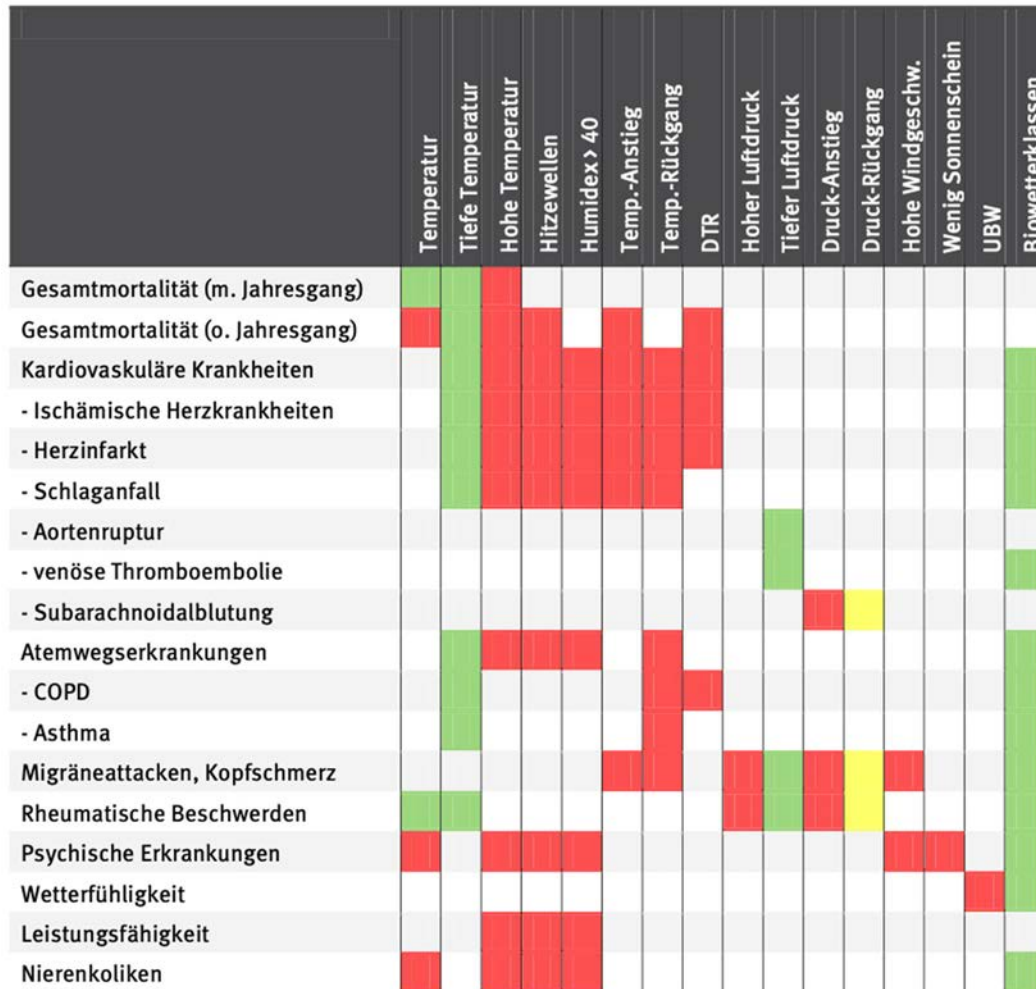 Temperatur
Tiefe Temperatur
Hohe Temperatur
Hitzewellen
Humidex > 40
Temp.-Anstieg
Temp.-Rückgang
DTR
Hoher Luftdruck
Tiefer Luftdruck
Druck-Anstieg
Druck-Rückgang
Hohe Windgeschw.
Wenig Sonnenschein
UBW
Biowetterklassen
Gesamtmortalität (m. Jahresgang)
Gesamtmortalität (o. Jahresgang)
Kardiovaskuläre Krankheiten
- Ischämische Herzkrankheiten
- Herzinfarkt
- Schlaganfall
- Aortenruptur
- venöse Thromboembolie
- Subarachnoidalblutung
Atemwegserkrankungen
- COPD
- Asthma
Migräneattacken, Kopfschmerz
Rheumatische Beschwerden
Psychische Erkrankungen
Wetterfühligkeit
Leistungsfähigkeit
Nierenkoliken